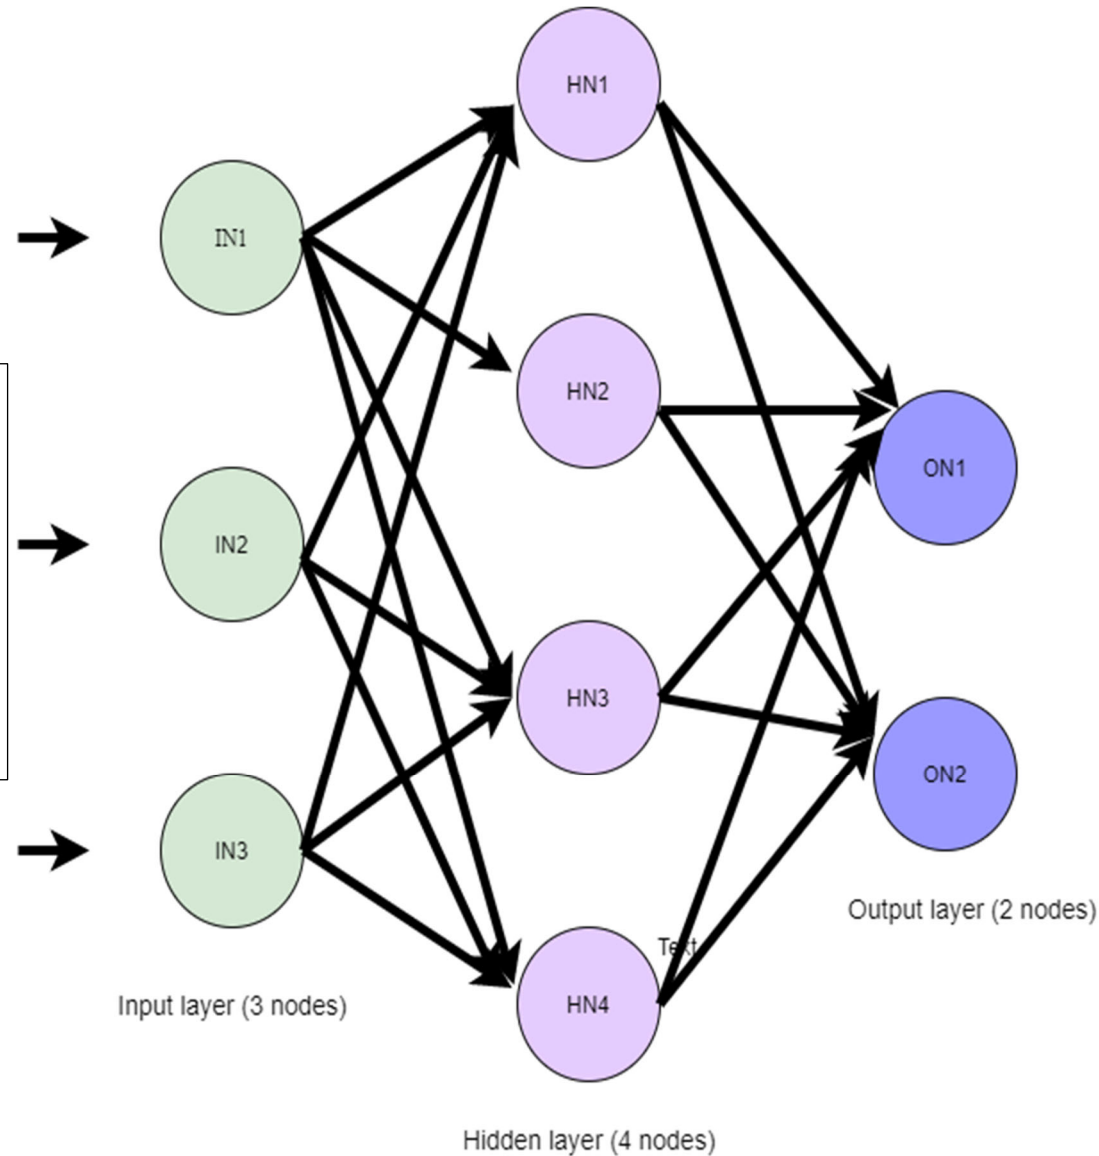 HN1
IN1
HN2
ON1
IN2
HN3
ON2
IN3
Output layer (2 nodes)
Text
Input layer (3 nodes)
HN4
Hidden layer (4 nodes)